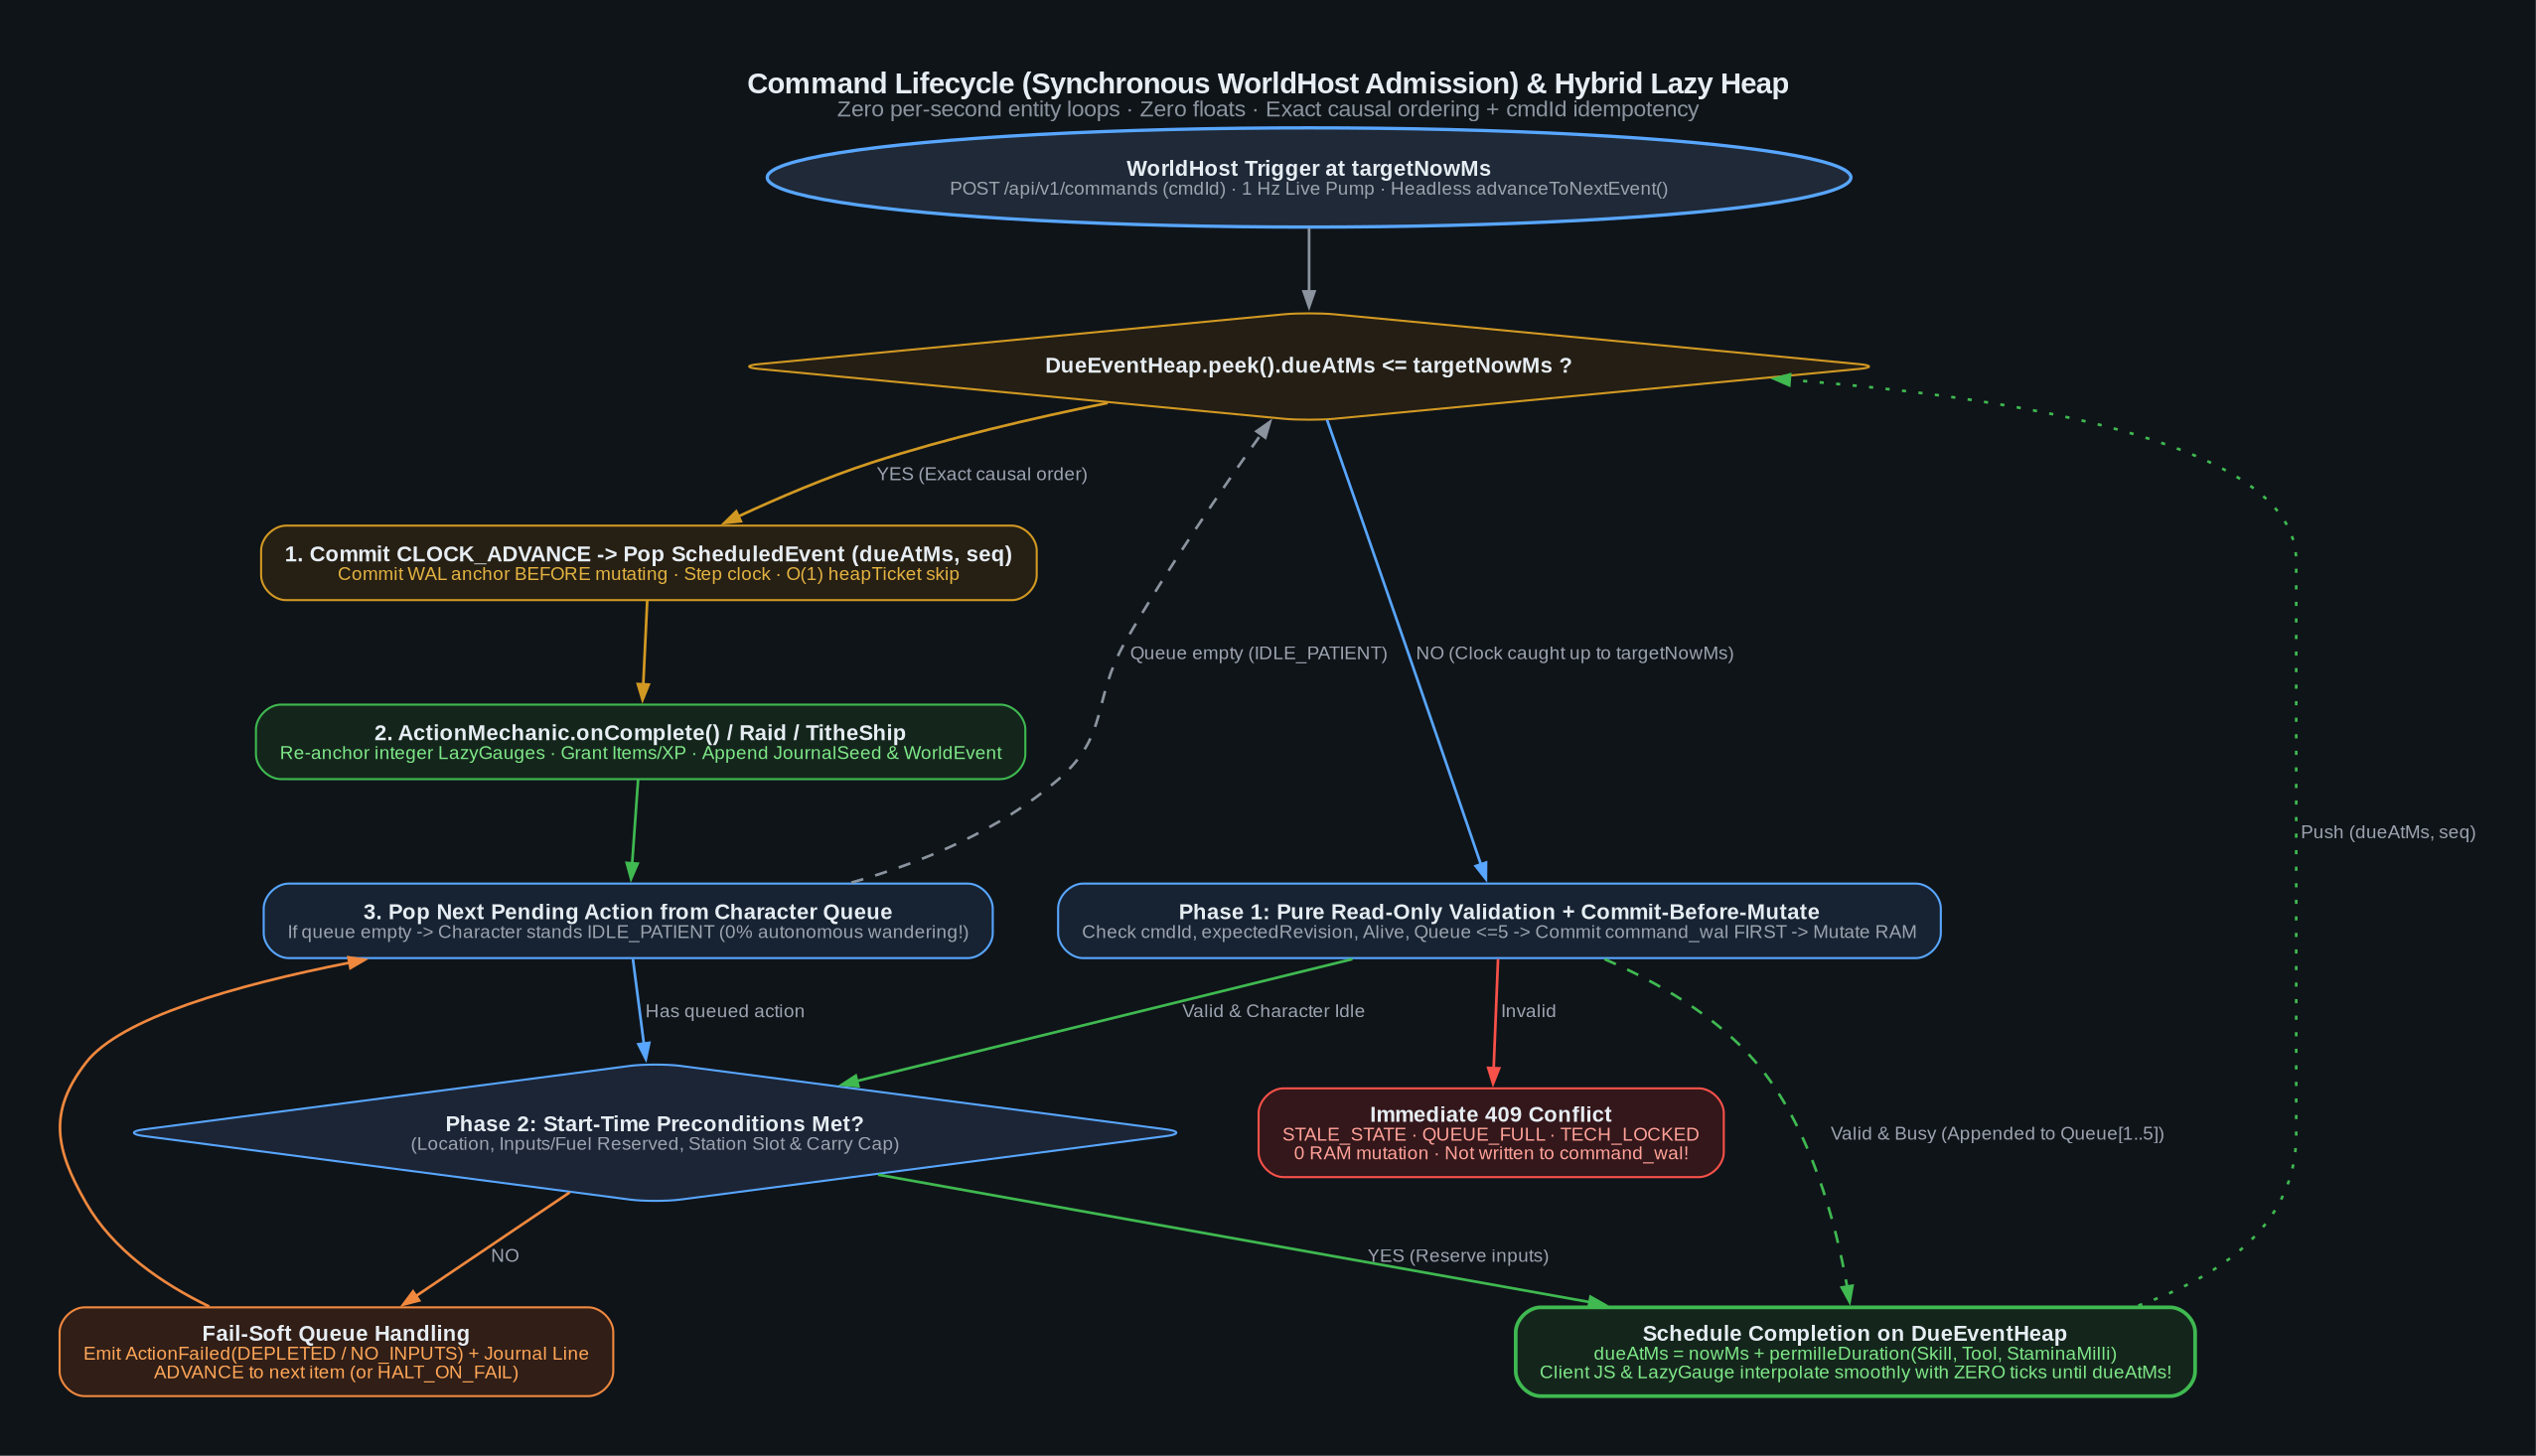 Command Lifecycle (Synchronous WorldHost Admission) & Hybrid Lazy Heap
Zero per-second entity loops · Zero floats · Exact causal ordering + cmdId idempotency
WorldHost Trigger at targetNowMs
POST /api/v1/commands (cmdId) · 1 Hz Live Pump · Headless advanceToNextEvent()
DueEventHeap.peek().dueAtMs <= targetNowMs ?
YES (Exact causal order)
1. Commit CLOCK_ADVANCE -> Pop ScheduledEvent (dueAtMs, seq)
Commit WAL anchor BEFORE mutating · Step clock · O(1) heapTicket skip
Queue empty (IDLE_PATIENT)
NO (Clock caught up to targetNowMs)
2. ActionMechanic.onComplete() / Raid / TitheShip
Re-anchor integer LazyGauges · Grant Items/XP · Append JournalSeed & WorldEvent
Push (dueAtMs, seq)
3. Pop Next Pending Action from Character Queue
If queue empty -> Character stands IDLE_PATIENT (0% autonomous wandering!)
Phase 1: Pure Read-Only Validation + Commit-Before-Mutate
Check cmdId, expectedRevision, Alive, Queue <=5 -> Commit command_wal FIRST -> Mutate RAM
Has queued action
Valid & Character Idle
Invalid
Phase 2: Start-Time Preconditions Met?
(Location, Inputs/Fuel Reserved, Station Slot & Carry Cap)
Immediate 409 Conflict
STALE_STATE · QUEUE_FULL · TECH_LOCKED
0 RAM mutation · Not written to command_wal!
Valid & Busy (Appended to Queue[1..5])
NO
YES (Reserve inputs)
Fail-Soft Queue Handling
Emit ActionFailed(DEPLETED / NO_INPUTS) + Journal Line
ADVANCE to next item (or HALT_ON_FAIL)
Schedule Completion on DueEventHeap
dueAtMs = nowMs + permilleDuration(Skill, Tool, StaminaMilli)
Client JS & LazyGauge interpolate smoothly with ZERO ticks until dueAtMs!